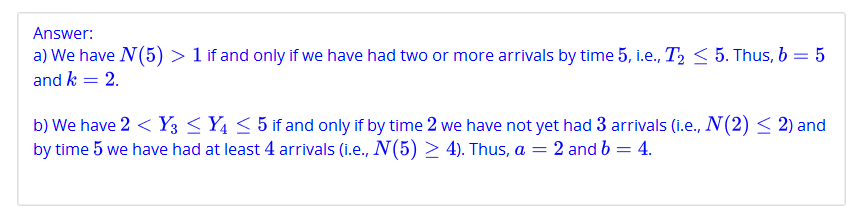 Answer:
a) We have N(5) > 1 if and only if we have had two or more arrivals by time 5, i.e., T₂ ≤ 5. Thus, b = 5
and k = 2.
b) We have 2 < Y₃ ≤ Y₄ ≤ 5 if and only if by time 2 we have not yet had 3 arrivals (i.e., N(2) ≤ 2) and
by time 5 we have had at least 4 arrivals (i.e., N(5) ≥ 4). Thus, a = 2 and b = 4.